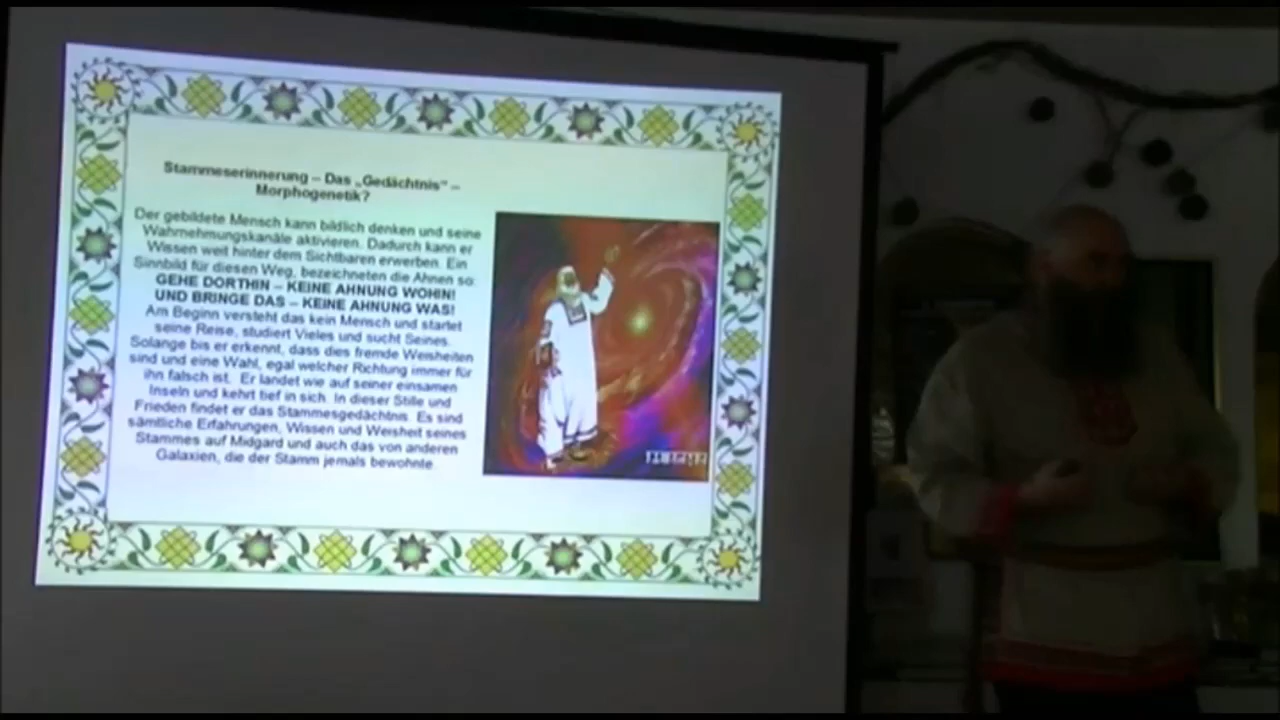 Stammeserinnerung – Das „Gedächtnis“ –
Morphogenetik?
Der gebildete Mensch kann bildlich denken und seine
Wahrnehmungskanäle aktivieren. Dadurch kann er
Wissen weit hinter dem Sichtbaren erwerben. Ein
Sinnbild für diesen Weg, bezeichneten die Ahnen so:
GEHE DORTHIN – KEINE AHNUNG WOHIN!
UND BRINGE DAS – KEINE AHNUNG WAS!
Am Beginn versteht das kein Mensch und startet
seine Reise, studiert Vieles und sucht Seines.
Solange bis er erkennt, dass dies fremde Weisheiten
sind und eine Wahl, egal welcher Richtung immer für
ihn falsch ist. Er landet wie auf seiner einsamen
Inseln und kehrt tief in sich. In dieser Stille und
Frieden findet er das Stammesgedächtnis. Es sind
sämtliche Erfahrungen, Wissen und Weisheit seines
Stammes auf Midgard und auch das von anderen
Galaxien, die der Stamm jemals bewohnte.